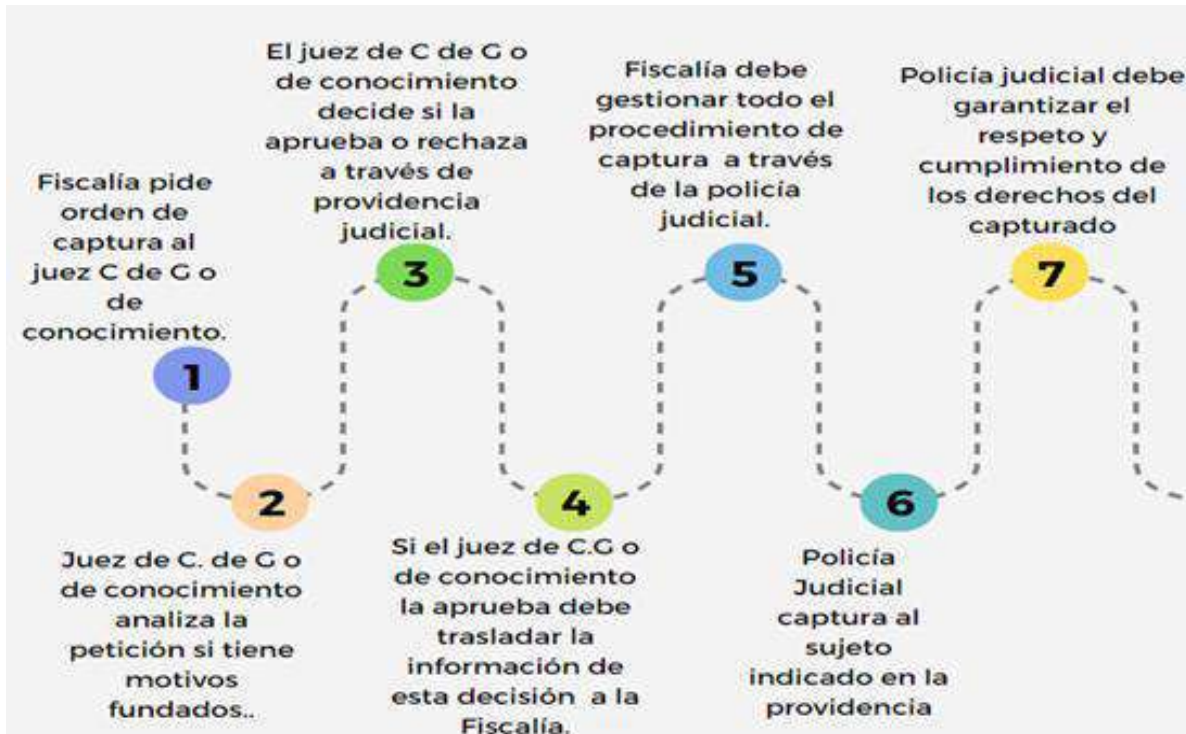 Fiscalía pide
orden de
captura al
juez C de G o
de
conocimiento.
1
2
Juez de C. de G o
de conocimiento
analiza la
petición si tiene
motivos
fundados..
El juez de C de G o
de conocimiento
decide si la
aprueba o rechaza
a través de
providencia
judicial.
3
4
Si el juez de C.G o
de conocimiento
la aprueba debe
trasladar la
información de
esta decisión a la
Fiscalía.
Fiscalía debe
gestionar todo el
procedimiento de
captura a través
de la policía
judicial.
5
6
Policía
Judicial
captura al
sujeto
indicado en la
providencia
Policía judicial debe
garantizar el
respeto y
cumplimiento de
los derechos del
capturado
7